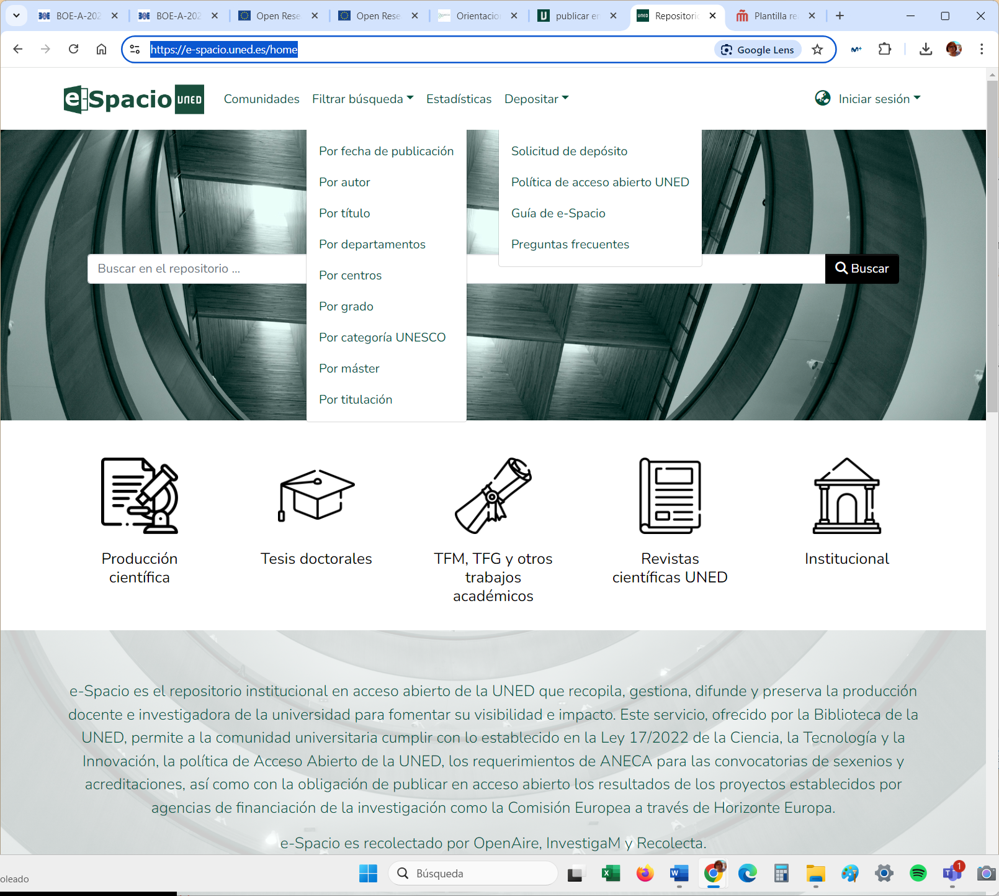 BOE-A-202
BOE-A-202
Open Rese
Open Rese
Orientacio
publicar en
Repositorio
Plantilla re
https://e-spacio.uned.es/home
Google Lens
e-Spacio UNED
Comunidades
Filtrar búsqueda
Estadísticas
Depositar
Iniciar sesión
Por fecha de publicación
Por autor
Por título
Por departamentos
Por centros
Por grado
Por categoría UNESCO
Por máster
Por titulación
Solicitud de depósito
Política de acceso abierto UNED
Guía de e-Spacio
Preguntas frecuentes
Buscar en el repositorio ...
Buscar
Producción
científica
Tesis doctorales
TFM, TFG y otros
trabajos
académicos
Revistas
científicas UNED
Institucional
e-Spacio es el repositorio institucional en acceso abierto de la UNED que recopila, gestiona, difunde y preserva la producción
docente e investigadora de la universidad para fomentar su visibilidad e impacto. Este servicio, ofrecido por la Biblioteca de la
UNED, permite a la comunidad universitaria cumplir con lo establecido en la Ley 17/2022 de la Ciencia, la Tecnología y la
Innovación, la política de Acceso Abierto de la UNED, los requerimientos de ANECA para las convocatorias de sexenios y
acreditaciones, así como con la obligación de publicar en acceso abierto los resultados de los proyectos establecidos por
agencias de financiación de la investigación como la Comisión Europea a través de Horizonte Europa.
e-Spacio es recolectado por OpenAire, InvestigaM y Recolecta.
oleado
Búsqueda
1